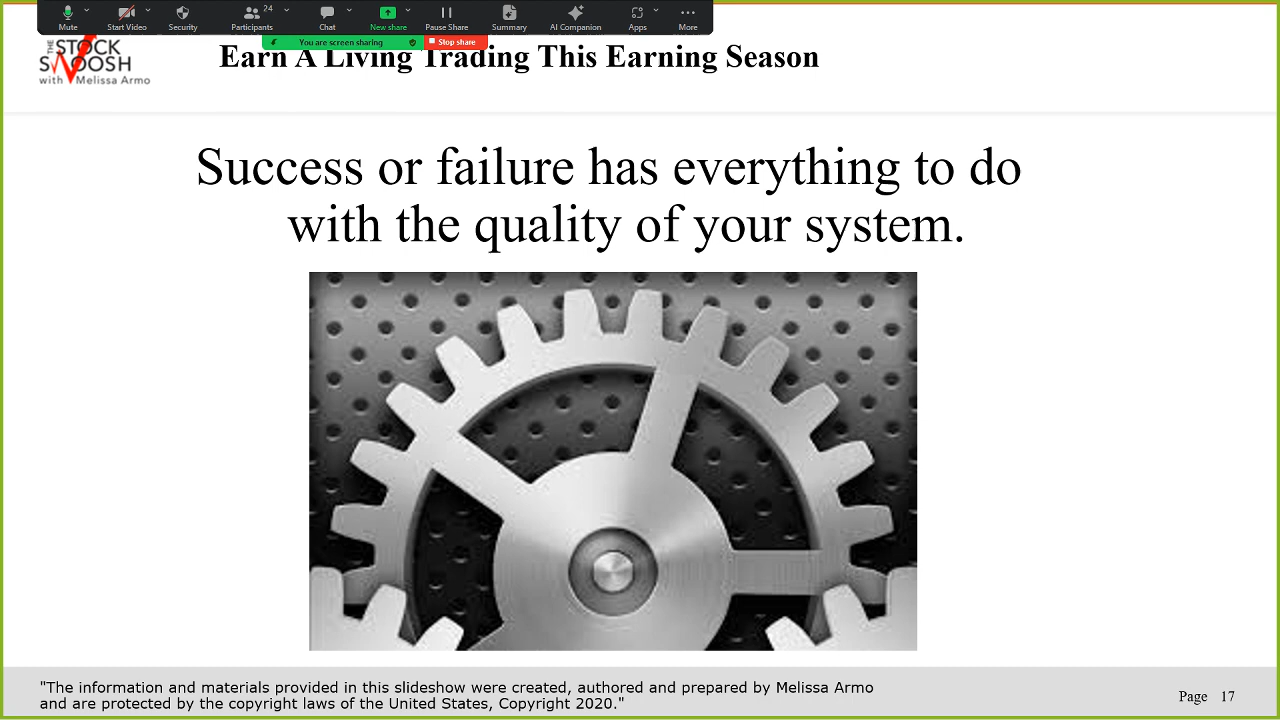 Mute
Start Video
Security
Participants
24
Chat
New share
Pause Share
Summary
AI Companion
Apps
More
You are screen sharing
Stop share
THE
STOCK
SWOOSH
with Melissa Armo
Earn A Living Trading This Earning Season
Success or failure has everything to do
with the quality of your system.
"The information and materials provided in this slideshow were created, authored and prepared by Melissa Armo
and are protected by the copyright laws of the United States, Copyright 2020."
Page 17